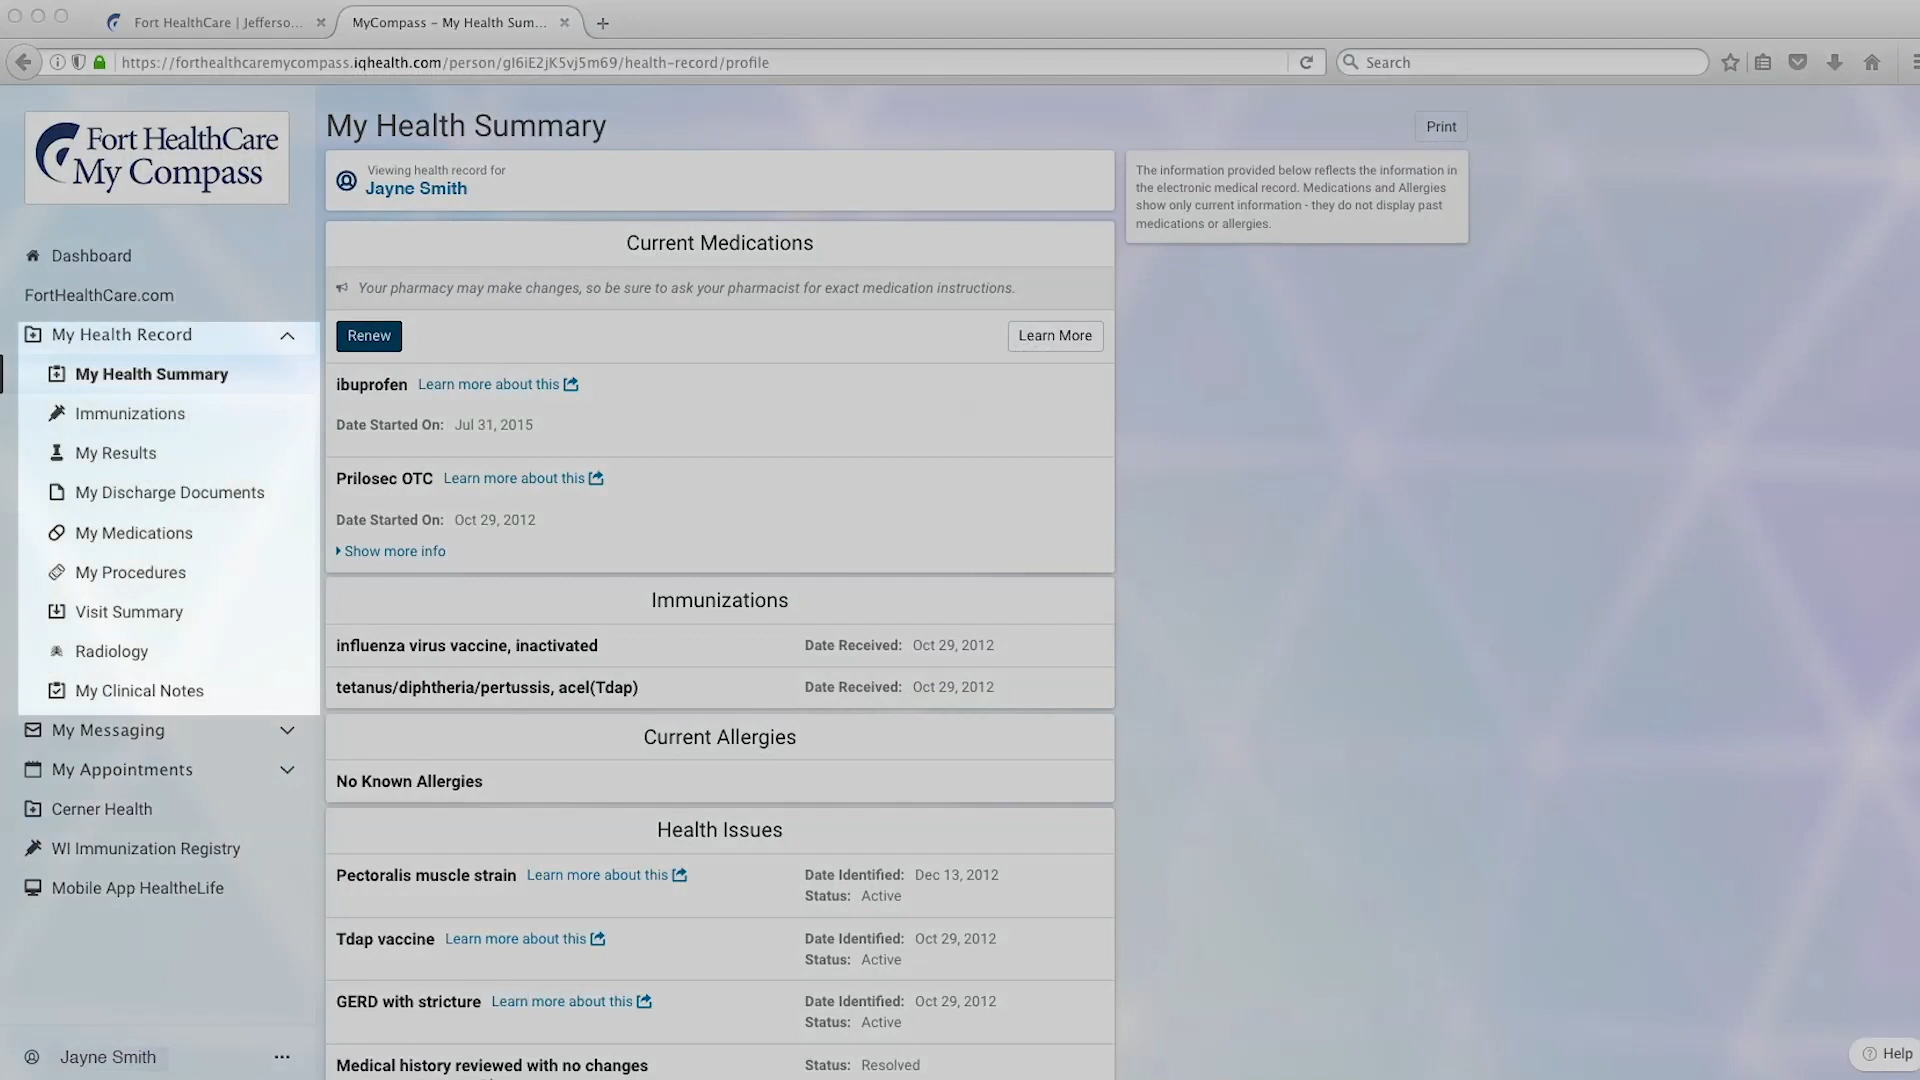 Fort HealthCare | Jefferso...
MyCompass – My Health Sum...
https://forthealthcaremycompass.iqhealth.com/person/gI6iE2jK5vj5m69/health-record/profile
Search
Fort HealthCare
My Compass
Dashboard
FortHealthCare.com
My Health Record
My Health Summary
Immunizations
My Results
My Discharge Documents
My Medications
My Procedures
Visit Summary
Radiology
My Clinical Notes
My Messaging
My Appointments
Cerner Health
WI Immunization Registry
Mobile App HealtheLife
Jayne Smith
My Health Summary
Print
Viewing health record for
Jayne Smith
The information provided below reflects the information in
the electronic medical record. Medications and Allergies
show only current information - they do not display past
medications or allergies.
Current Medications
Your pharmacy may make changes, so be sure to ask your pharmacist for exact medication instructions.
Renew
Learn More
ibuprofen Learn more about this
Date Started On: Jul 31, 2015
Prilosec OTC Learn more about this
Date Started On: Oct 29, 2012
Show more info
Immunizations
influenza virus vaccine, inactivated Date Received: Oct 29, 2012
tetanus/diphtheria/pertussis, acel(Tdap) Date Received: Oct 29, 2012
Current Allergies
No Known Allergies
Health Issues
Pectoralis muscle strain Learn more about this Date Identified: Dec 13, 2012
Status: Active
Tdap vaccine Learn more about this Date Identified: Oct 29, 2012
Status: Active
GERD with stricture Learn more about this Date Identified: Oct 29, 2012
Status: Active
Medical history reviewed with no changes Status: Resolved
Help